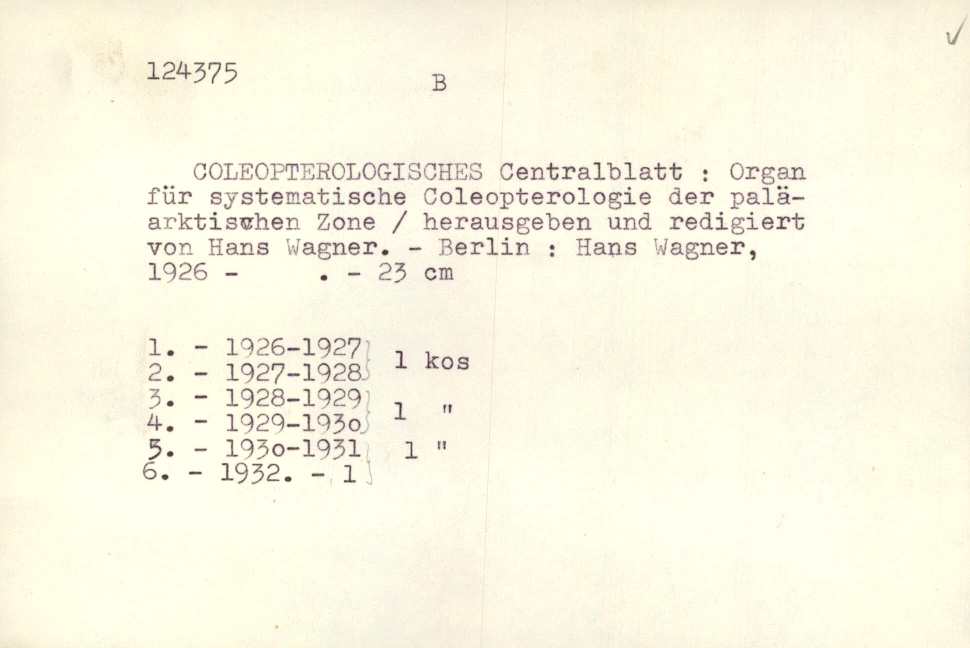 124375
B
COLEOPTEROLOGISCHES Centralblatt : Organ
für systematische Coleopterologie der palä-
arktischen Zone / herausgeben und redigiert
von Hans Wagner. - Berlin : Hans Wagner,
1926 -     . - 23 cm
1. - 1926-1927
1 kos
2. - 1927-1928
3. - 1928-1929
1 "
4. - 1929-193o
5. - 193o-1931
1 "
6. - 1932. - 1